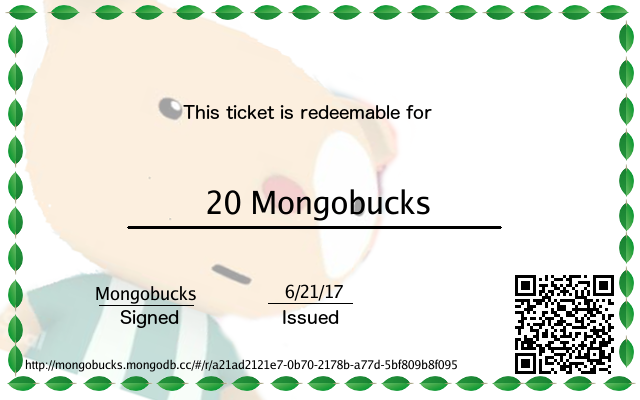 This ticket is redeemable for
20 Mongobucks
Mongobucks 6/21/17
Signed Issued
http://mongobucks.mongodb.cc/#/r/a21ad2121e7-0b70-2178b-a77d-5bf809b8f095